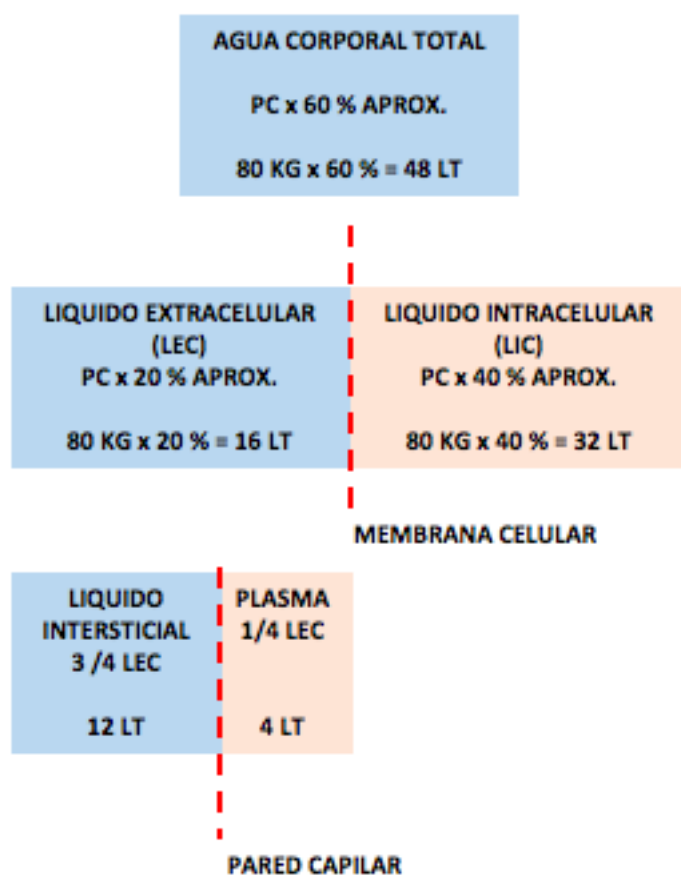 AGUA CORPORAL TOTAL
PC x 60 % APROX.
80 KG x 60 % = 48 LT
LIQUIDO EXTRACELULAR
(LEC)
PC x 20 % APROX.
80 KG x 20 % = 16 LT
LIQUIDO INTRACELULAR
(LIC)
PC x 40 % APROX.
80 KG x 40 % = 32 LT
MEMBRANA CELULAR
LIQUIDO
INTERSTICIAL
3 /4 LEC
12 LT
PLASMA
1/4 LEC
4 LT
PARED CAPILAR